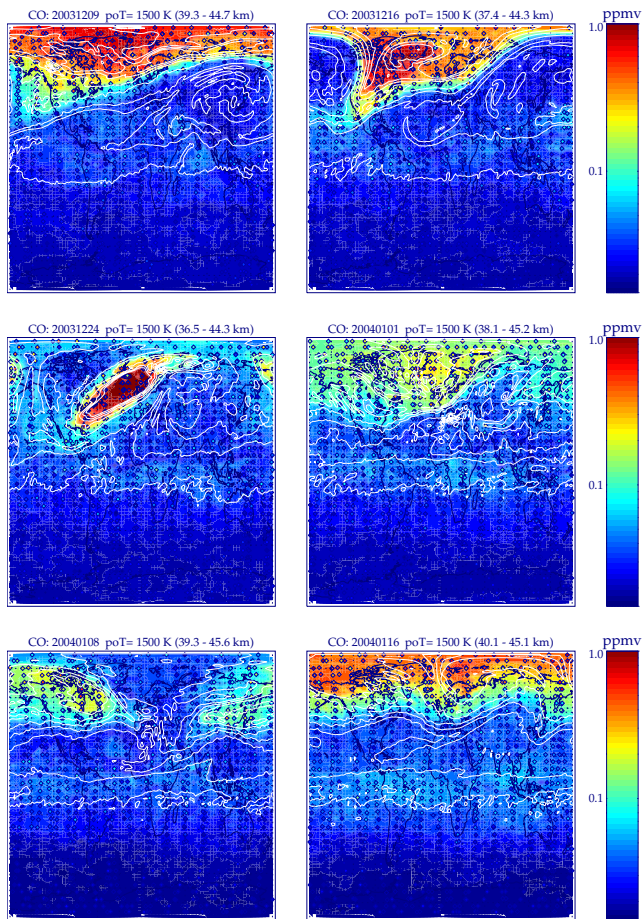 CO: 20031209 poT= 1500 K (39.3 - 44.7 km)
CO: 20031216 poT= 1500 K (37.4 - 44.3 km)
ppmv
1.0
0.1
CO: 20031224 poT= 1500 K (36.5 - 44.3 km)
CO: 20040101 poT= 1500 K (38.1 - 45.2 km)
ppmv
1.0
0.1
CO: 20040108 poT= 1500 K (39.3 - 45.6 km)
CO: 20040116 poT= 1500 K (40.1 - 45.1 km)
ppmv
1.0
0.1